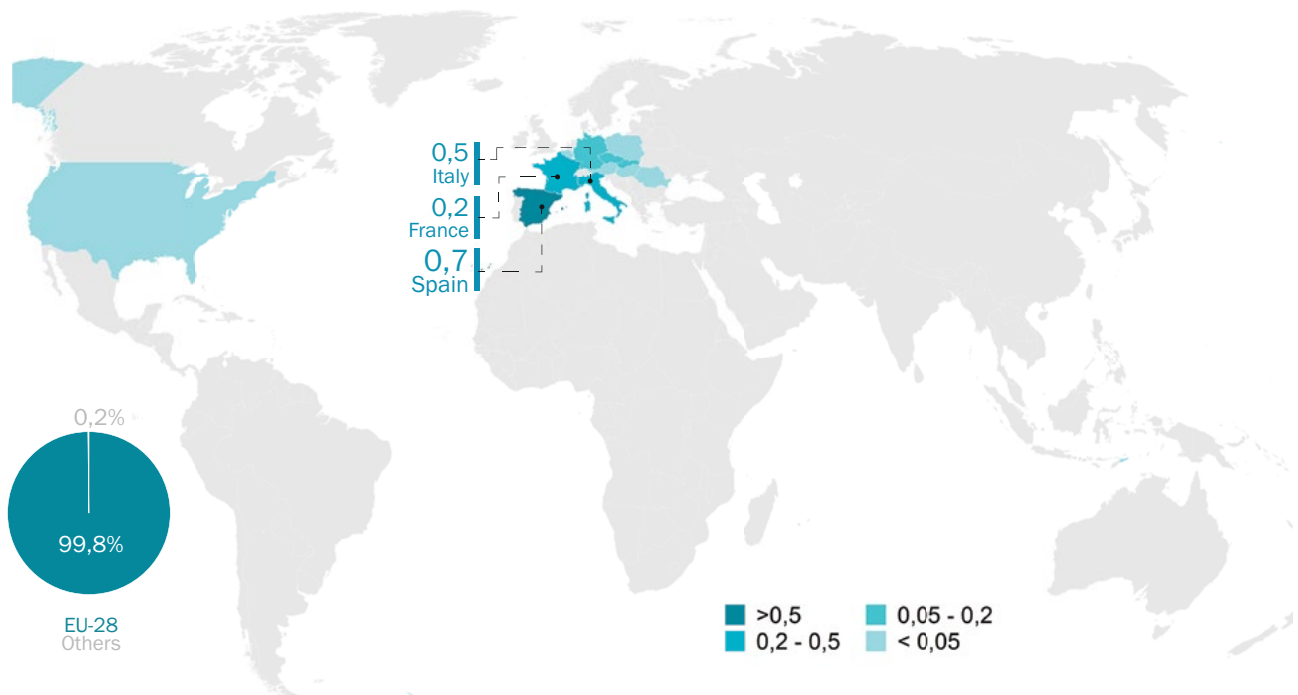 0,5
Italy
0,2
France
0,7
Spain
0,2%
99,8%
EU-28
Others
>0,5
0,05 - 0,2
0,2 - 0,5
< 0,05